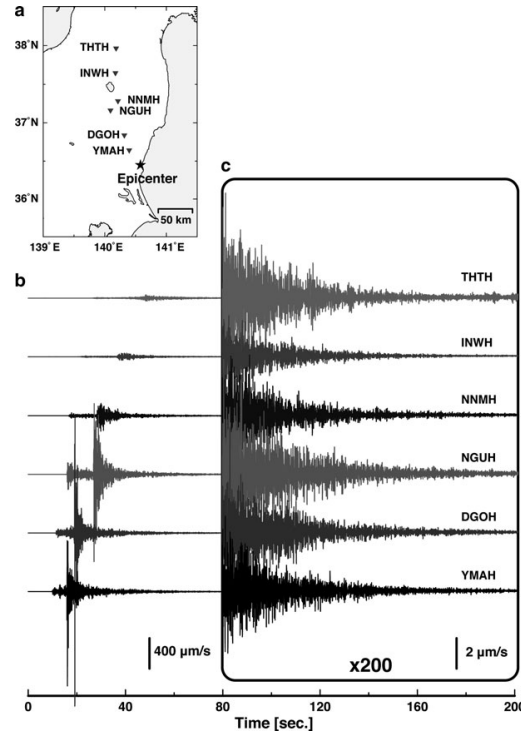 a
38°N
37°N
36°N
139°E
140°E
141°E
THTH
INWH
NNMH
NGUH
DGOH
YMAH
Epicenter
50 km
b
c
THTH
INWH
NNMH
NGUH
DGOH
YMAH
400 µm/s
2 µm/s
x200
0
40
80
120
160
200
Time [sec.]